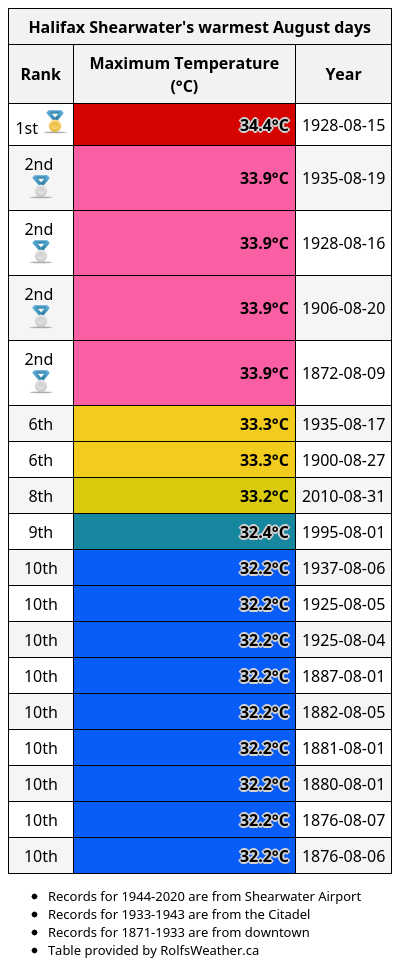 Halifax Shearwater's warmest August days
Rank Maximum Temperature (°C) Year
1st 34.4°C 1928-08-15
2nd 33.9°C 1935-08-19
2nd 33.9°C 1928-08-16
2nd 33.9°C 1906-08-20
2nd 33.9°C 1872-08-09
6th 33.3°C 1935-08-17
6th 33.3°C 1900-08-27
8th 33.2°C 2010-08-31
9th 32.4°C 1995-08-01
10th 32.2°C 1937-08-06
10th 32.2°C 1925-08-05
10th 32.2°C 1925-08-04
10th 32.2°C 1887-08-01
10th 32.2°C 1882-08-05
10th 32.2°C 1881-08-01
10th 32.2°C 1880-08-01
10th 32.2°C 1876-08-07
10th 32.2°C 1876-08-06
• Records for 1944-2020 are from Shearwater Airport
• Records for 1933-1943 are from the Citadel
• Records for 1871-1933 are from downtown
• Table provided by RolfsWeather.ca